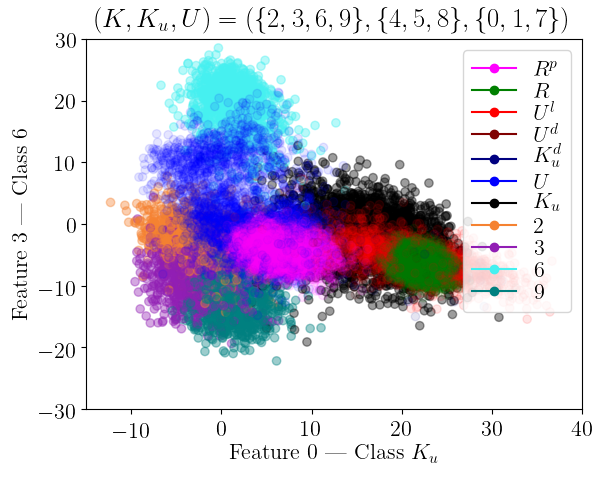 (K, K_u, U) = ({2, 3, 6, 9}, {4, 5, 8}, {0, 1, 7})
30
20
10
0
−10
−20
−30
Feature 3 — Class 6
−10
0
10
20
30
40
Feature 0 — Class K_u
R^p
R
U^l
U^d
K_u^d
U
K_u
2
3
6
9